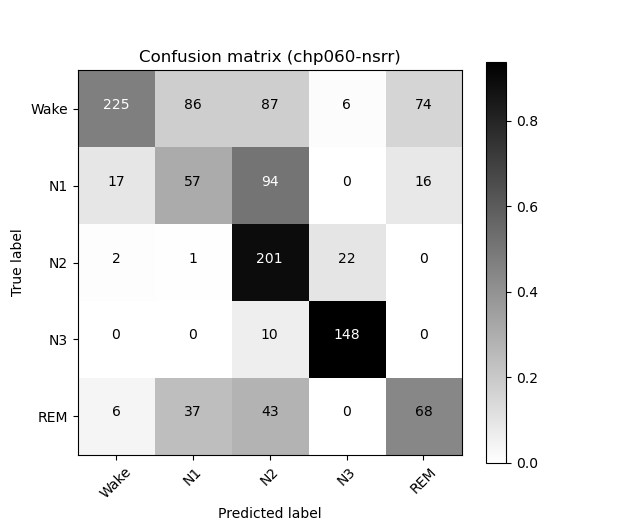 Confusion matrix (chp060-nsrr)
True label
Wake 225 86 87 6 74
N1 17 57 94 0 16
N2 2 1 201 22 0
N3 0 0 10 148 0
REM 6 37 43 0 68
Wake N1 N2 N3 REM
Predicted label
0.8
0.6
0.4
0.2
0.0